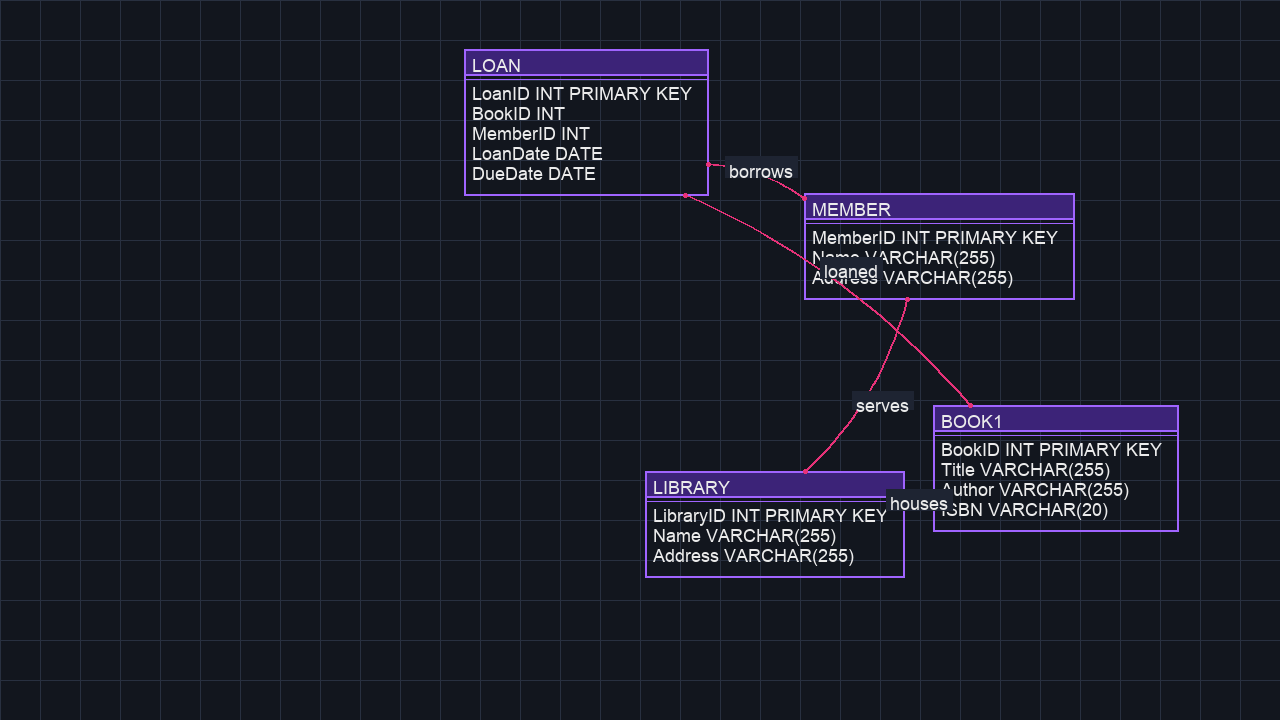 LOAN
LoanID INT PRIMARY KEY
BookID INT
MemberID INT
LoanDate DATE
DueDate DATE
borrows
MEMBER
MemberID INT PRIMARY KEY
Name VARCHAR(255)
Address VARCHAR(255)
loaned
serves
BOOK1
BookID INT PRIMARY KEY
Title VARCHAR(255)
Author VARCHAR(255)
ISBN VARCHAR(20)
houses
LIBRARY
LibraryID INT PRIMARY KEY
Name VARCHAR(255)
Address VARCHAR(255)